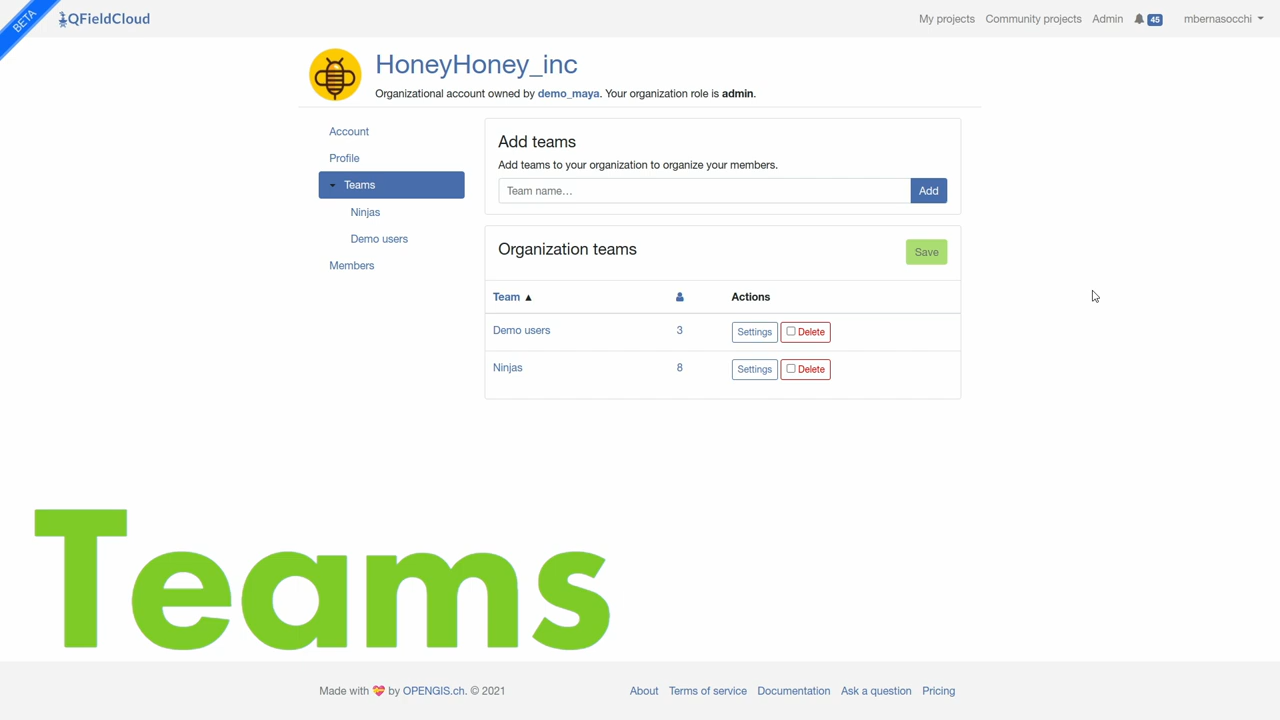 BETA
QFieldCloud
My projects Community projects Admin 45 mbernasocchi
HoneyHoney_inc
Organizational account owned by demo_maya. Your organization role is admin.
Account
Profile
Teams
Ninjas
Demo users
Members
Add teams
Add teams to your organization to organize your members.
Team name... Add
Organization teams Save
Team ▲ Actions
Demo users 3 Settings Delete
Ninjas 8 Settings Delete
Teams
Made with 💝 by OPENGIS.ch. © 2021 About Terms of service Documentation Ask a question Pricing